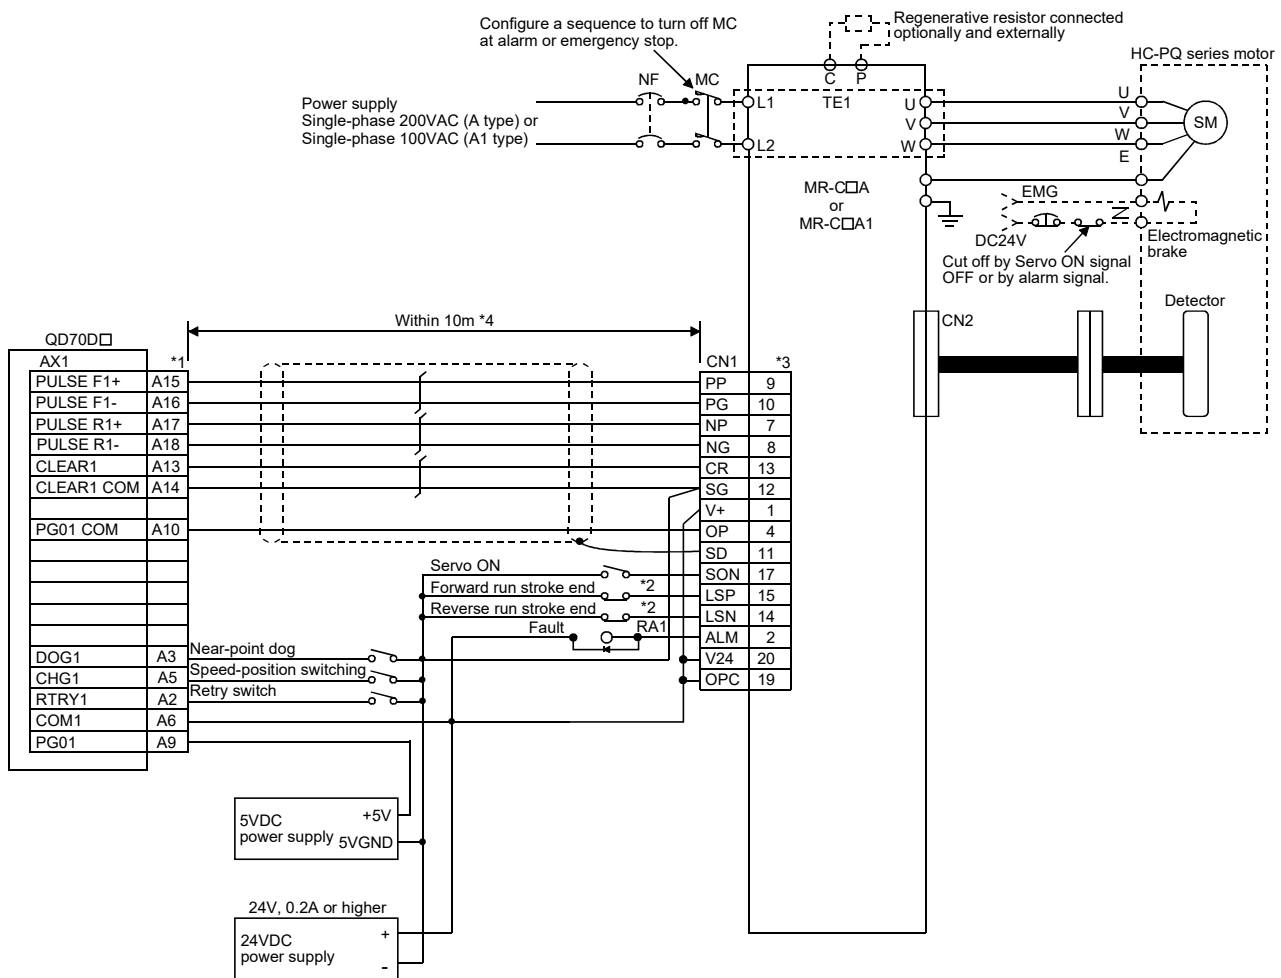 Configure a sequence to turn off MC
at alarm or emergency stop.
Regenerative resistor connected
optionally and externally
HC-PQ series motor
NF
MC
C
P
Power supply
Single-phase 200VAC (A type) or
Single-phase 100VAC (A1 type)
L1
TE1
U
U
V
V
SM
L2
W
W
E
MR-C□A
or
MR-C□A1
EMG
DC24V
Electromagnetic
brake
Cut off by Servo ON signal
OFF or by alarm signal.
Detector
CN2
Within 10m *4
QD70D□
AX1 *1
CN1 *3
PULSE F1+ A15
PP 9
PULSE F1- A16
PG 10
PULSE R1+ A17
NP 7
PULSE R1- A18
NG 8
CLEAR1 A13
CR 13
CLEAR1 COM A14
SG 12
V+ 1
PG01 COM A10
OP 4
SD 11
Servo ON
SON 17
Forward run stroke end *2
LSP 15
Reverse run stroke end *2
LSN 14
Fault
RA1
ALM 2
DOG1 A3 Near-point dog
V24 20
CHG1 A5 Speed-position switching
OPC 19
RTRY1 A2 Retry switch
COM1 A6
PG01 A9
5VDC
power supply
+5V
5VGND
24V, 0.2A or higher
24VDC
power supply
+
-